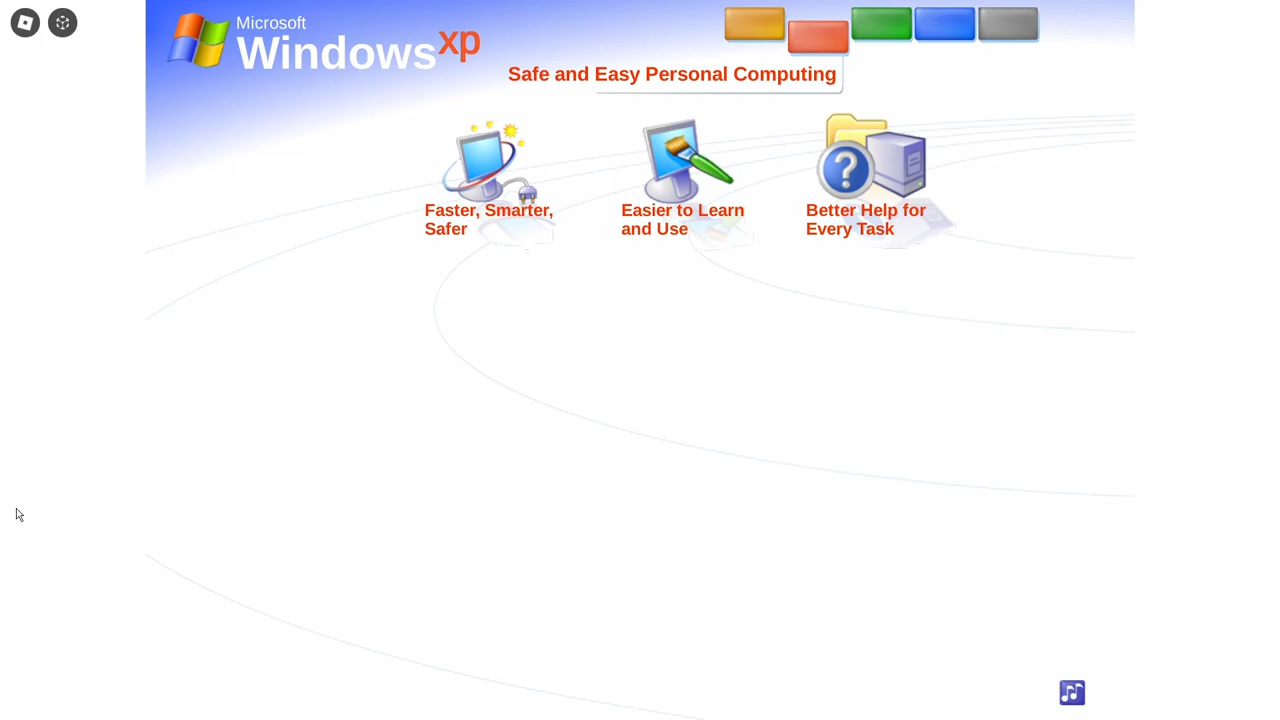 Microsoft
Windows xp
Safe and Easy Personal Computing
Faster, Smarter,
Safer
Easier to Learn
and Use
Better Help for
Every Task
?